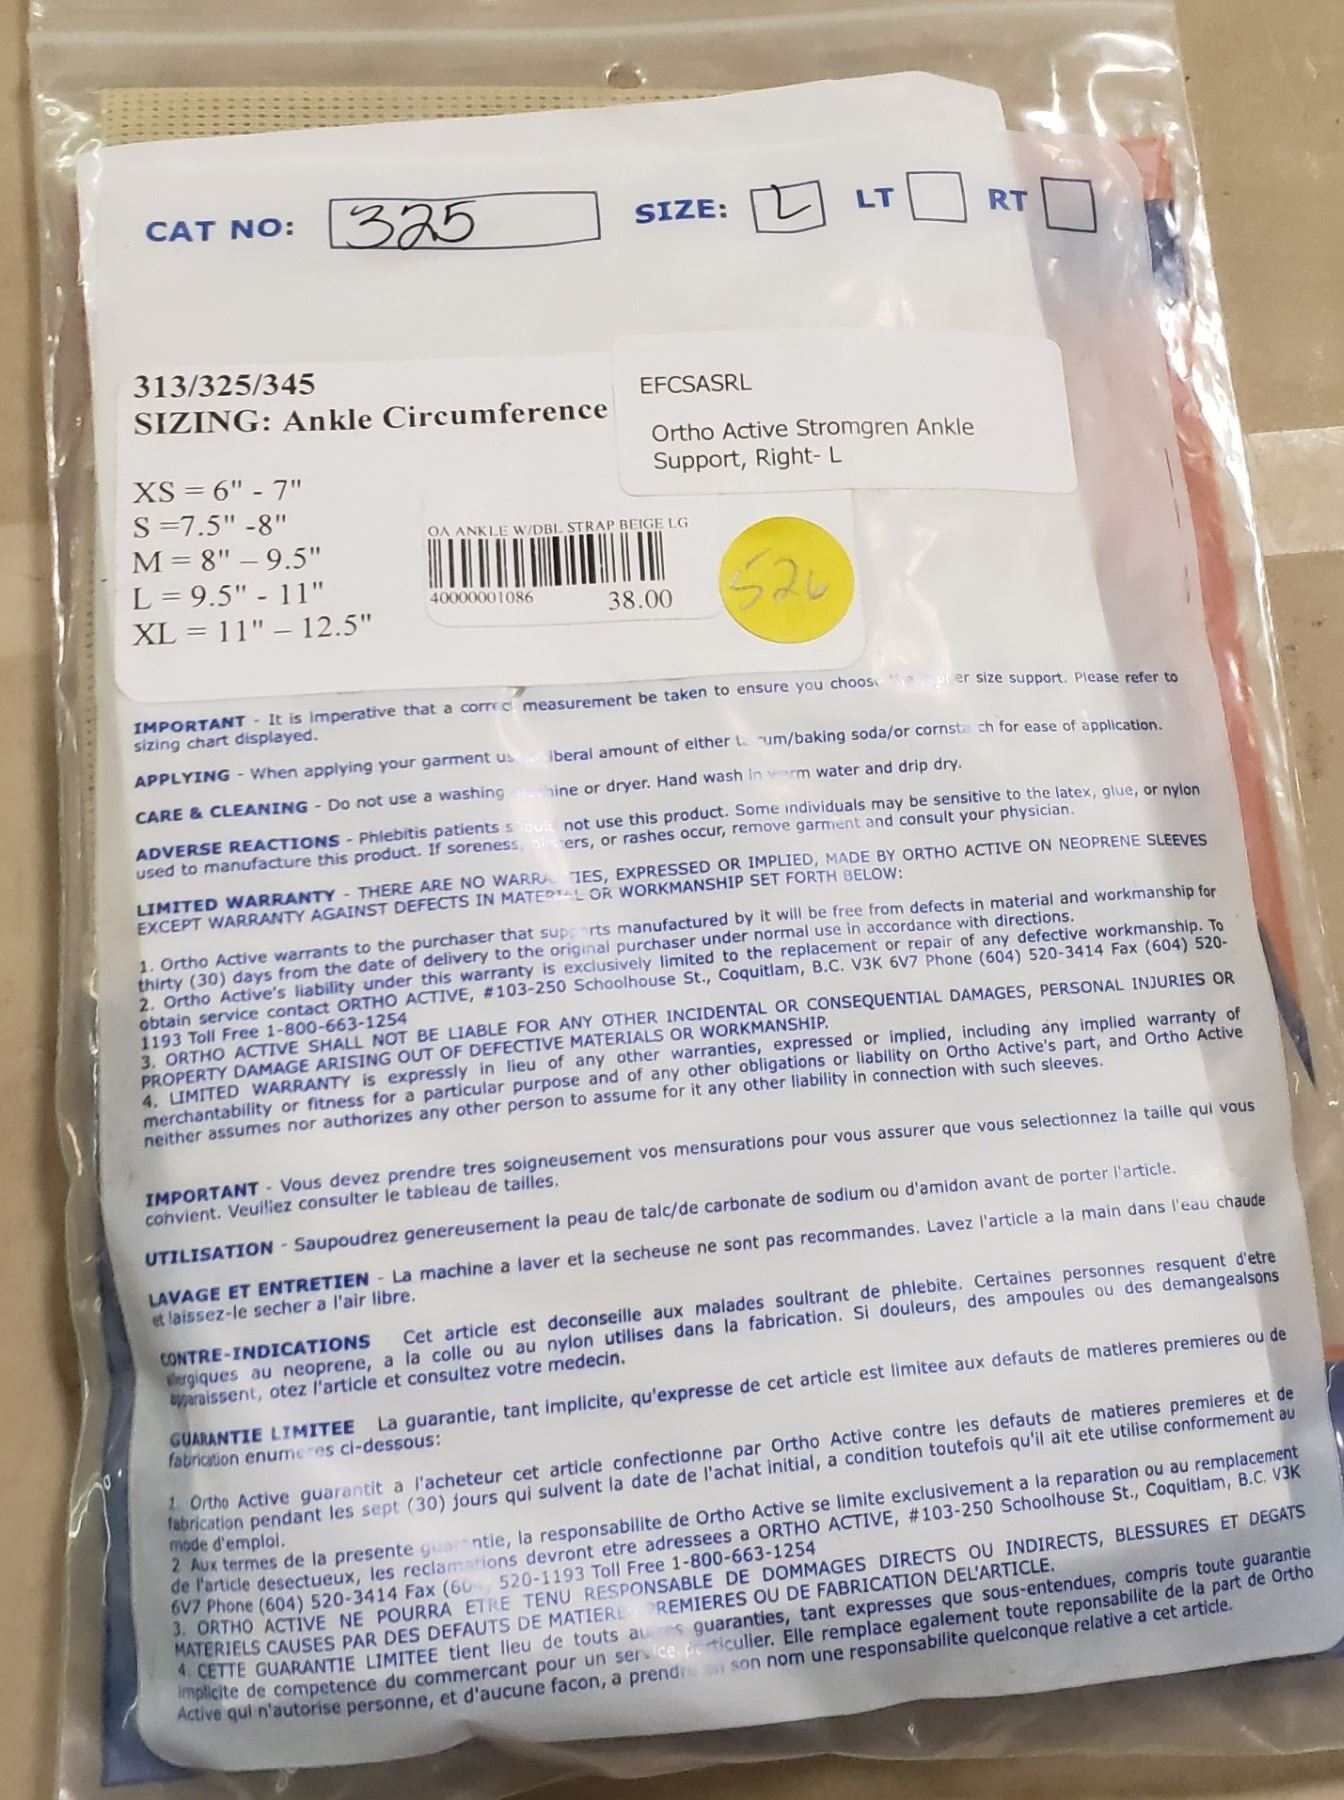 CAT NO: 325 SIZE: L LT RT
313/325/345
SIZING: Ankle Circumference
XS = 6" - 7"
S =7.5" -8"
M = 8" – 9.5"
L = 9.5" - 11"
XL = 11" – 12.5"
EFCSASRL
Ortho Active Stromgren Ankle
Support, Right- L
OA ANKLE W/DBL STRAP BEIGE LG
40000001086 38.00
526
IMPORTANT - It is imperative that a correct measurement be taken to ensure you choose the proper size support. Please refer to
sizing chart displayed.
APPLYING - When applying your garment liberal amount of either um/baking soda/or cornstarch for ease of application.
CARE & CLEANING - Do not use a washing machine or dryer. Hand wash in warm water and drip dry.
ADVERSE REACTIONS - Phlebitis patients should not use this product. Some individuals may be sensitive to the latex, glue, or nylon
used to manufacture this product. If soreness, blisters, or rashes occur, remove garment and consult your physician.
LIMITED WARRANTY - THERE ARE NO WARRANTIES, EXPRESSED OR IMPLIED, MADE BY ORTHO ACTIVE ON NEOPRENE SLEEVES
EXCEPT WARRANTY AGAINST DEFECTS IN MATERIAL OR WORKMANSHIP SET FORTH BELOW:
1. Ortho Active warrants to the purchaser that supports manufactured by it will be free from defects in material and workmanship for
thirty (30) days from the date of delivery to the original purchaser under normal use in accordance with directions.
2. Ortho Active's liability under this warranty is exclusively limited to the replacement or repair of any defective workmanship. To
obtain service contact ORTHO ACTIVE, #103-250 Schoolhouse St., Coquitlam, B.C. V3K 6V7 Phone (604) 520-3414 Fax (604) 520-
1193 Toll Free 1-800-663-1254
3. ORTHO ACTIVE SHALL NOT BE LIABLE FOR ANY OTHER INCIDENTAL OR CONSEQUENTIAL DAMAGES, PERSONAL INJURIES OR
PROPERTY DAMAGE ARISING OUT OF DEFECTIVE MATERIALS OR WORKMANSHIP.
4. LIMITED WARRANTY is expressly in lieu of any other warranties, expressed or implied, including any implied warranty of
merchantability or fitness for a particular purpose and of any other obligations or liability on Ortho Active's part, and Ortho Active
neither assumes nor authorizes any other person to assume for it any other liability in connection with such sleeves.
IMPORTANT - Vous devez prendre tres soigneusement vos mensurations pour vous assurer que vous selectionnez la taille qui vous
convient. Veuillez consulter le tableau de tailles.
UTILISATION - Saupoudrez genereusement la peau de talc/de carbonate de sodium ou d'amidon avant de porter l'article.
LAVAGE ET ENTRETIEN - La machine a laver et la secheuse ne sont pas recommandes. Lavez l'article a la main dans l'eau chaude
et laissez-le secher a l'air libre.
CONTRE-INDICATIONS Cet article est deconseille aux malades soultrant de phlebite. Certaines personnes resquent d'etre
allergiques au neoprene, a la colle ou au nylon utilises dans la fabrication. Si douleurs, des ampoules ou des demangealsons
apparaissent, otez l'article et consultez votre medecin.
GUARANTIE LIMITEE La guarantie, tant implicite, qu'expresse de cet article est limitee aux defauts de matieres premieres ou de
fabrication enumeres ci-dessous:
1. Ortho Active guarantit a l'acheteur cet article confectionne par Ortho Active contre les defauts de matieres premieres et de
fabrication pendant les sept (30) jours qui suivent la date de l'achat initial, a condition toutefois qu'il ait ete utilise conformement au
mode d'emploi.
2 Aux termes de la presente guarantie, la responsabilite de Ortho Active se limite exclusivement a la reparation ou au remplacement
de l'article desectueux, les reclamations devront etre adressees a ORTHO ACTIVE, #103-250 Schoolhouse St., Coquitlam, B.C. V3K
6V7 Phone (604) 520-3414 Fax (604) 520-1193 Toll Free 1-800-663-1254
3. ORTHO ACTIVE NE POURRA ETRE TENU RESPONSABLE DE DOMMAGES DIRECTS OU INDIRECTS, BLESSURES ET DEGATS
MATERIELS CAUSES PAR DES DEFAUTS DE MATIERES PREMIERES OU DE FABRICATION DEL'ARTICLE.
4. CETTE GUARANTIE LIMITEE tient lieu de touts autres guaranties, tant expresses que sous-entendues, compris toute guarantie
implicite de competence du commercant pour un service particulier. Elle remplace egalement toute reponsabilite de la part de Ortho
Active qui n'autorise personne, et d'aucune facon, a prendre en son nom une responsabilite quelconque relative a cet article.